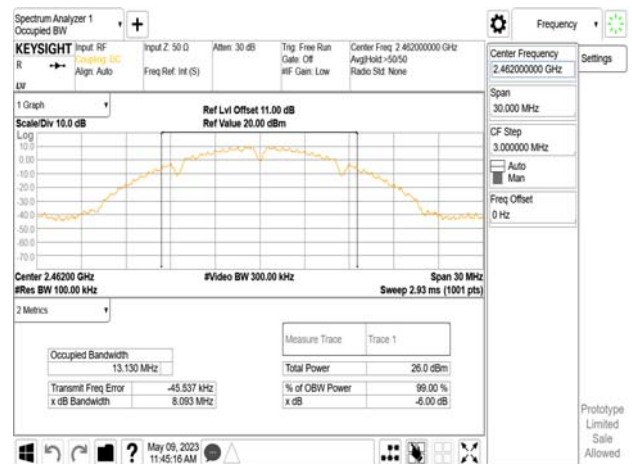 Spectrum Analyzer 1
Occupied BW
Frequency
KEYSIGHT
R
Input: RF
Coupling: DC
Align: Auto
Input Z: 50 Ω
Freq Ref: Int (S)
Atten: 30 dB
Trig: Free Run
Gate: Off
#IF Gain: Low
Center Freq: 2.462000000 GHz
Avg|Hold:>50/50
Radio Std: None
LW
Center Frequency
2.462000000 GHz
Settings
Span
30.000 MHz
CF Step
3.000000 MHz
Auto
Man
Freq Offset
0 Hz
1 Graph
Scale/Div 10.0 dB
Ref Lvl Offset 11.00 dB
Ref Value 20.00 dBm
Log
10.0
0.00
-10.0
-20.0
-30.0
-40.0
-50.0
-60.0
-70.0
Center 2.46200 GHz
#Res BW 100.00 kHz
#Video BW 300.00 kHz
Span 30 MHz
Sweep 2.93 ms (1001 pts)
2 Metrics
Measure Trace Trace 1
Occupied Bandwidth
13.130 MHz
Total Power 26.0 dBm
Transmit Freq Error -45.537 kHz
% of OBW Power 99.00 %
x dB Bandwidth 8.093 MHz
x dB -6.00 dB
Prototype
Limited
Sale
Allowed
?
May 09, 2023
11:45:16 AM